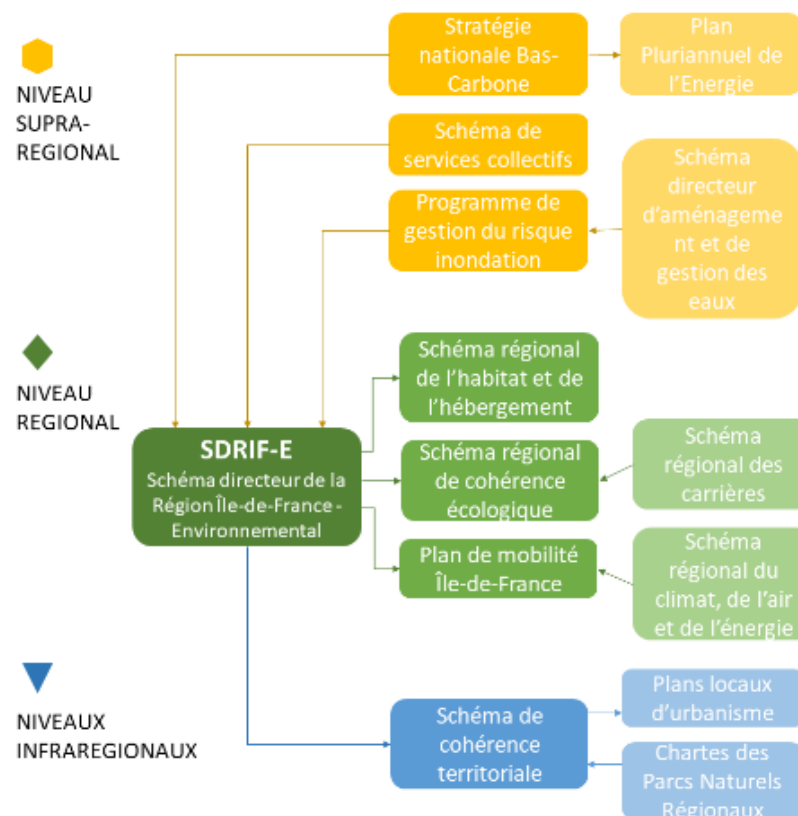 NIVEAU
SUPRA-
REGIONAL
Stratégie
nationale Bas-
Carbone
Plan
Pluriannuel de
l'Energie
Schéma de
services collectifs
Programme de
gestion du risque
inondation
Schéma
directeur
d'aménageme
nt et de
gestion des
eaux
NIVEAU
REGIONAL
SDRIF-E
Schéma directeur de la
Région Île-de-France -
Environnemental
Schéma régional
de l'habitat et de
l'hébergement
Schéma régional
de cohérence
écologique
Schéma
régional des
carrières
Plan de mobilité
Île-de-France
Schéma
régional du
climat, de l'air
et de l'énergie
NIVEAUX
INFRAREGIONAUX
Schéma de
cohérence
territoriale
Plans locaux
d'urbanisme
Chartes des
Parcs Naturels
Régionaux